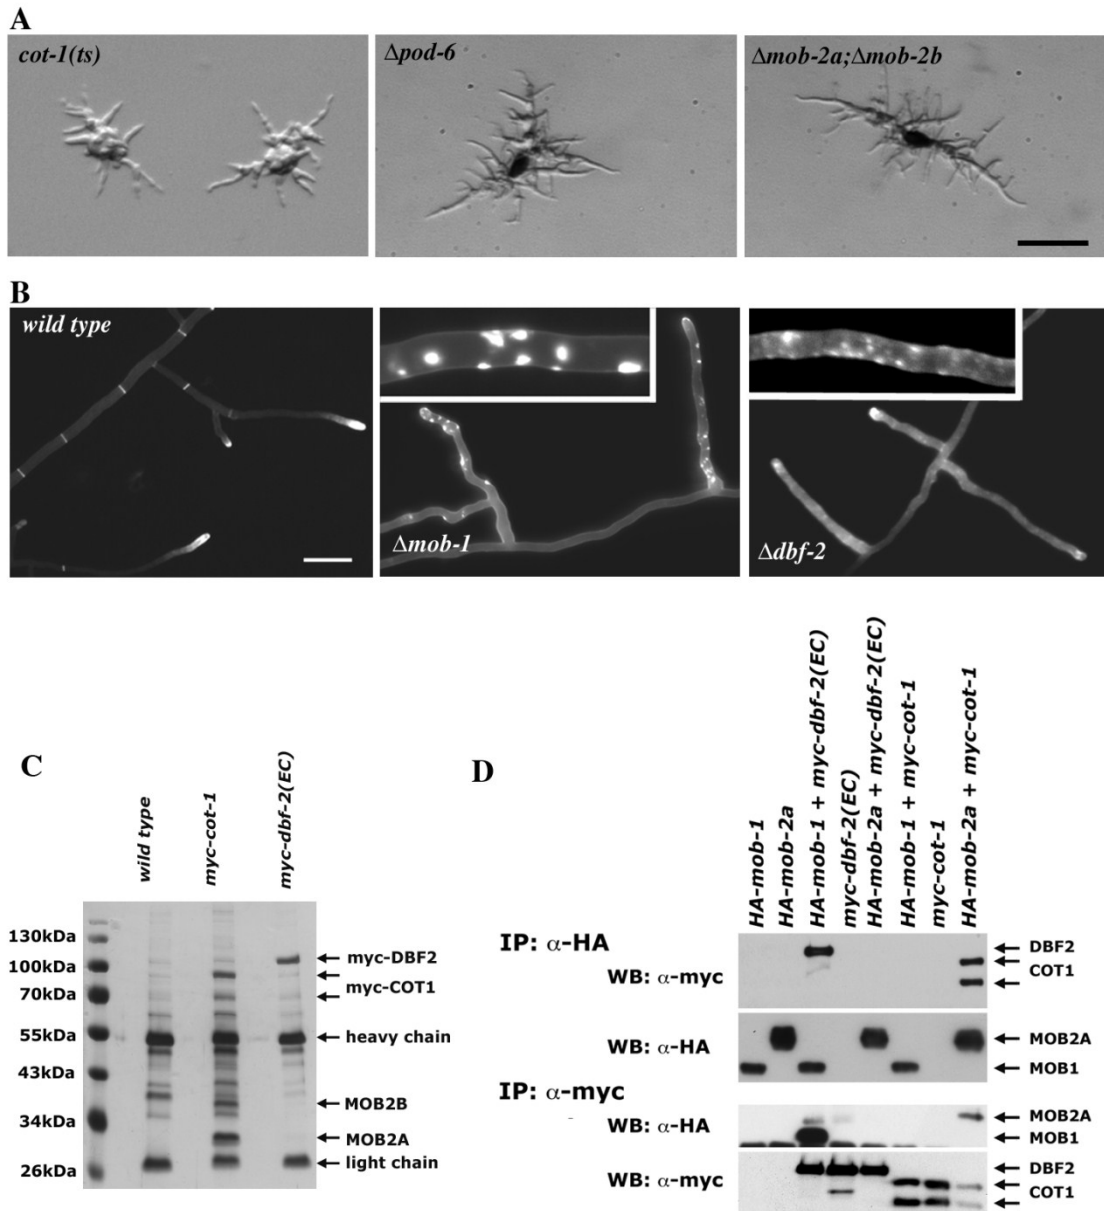 A
cot-1(ts)
Δpod-6
Δmob-2a;Δmob-2b
B
wild type
Δmob-1
Δdbf-2
C
wild type
myc-cot-1
myc-dbf-2(EC)
130kDa
100kDa
70kDa
55kDa
43kDa
34kDa
26kDa
myc-DBF2
myc-COT1
heavy chain
MOB2B
MOB2A
light chain
D
HA-mob-1
HA-mob-2a
HA-mob-1 + myc-dbf-2(EC)
myc-dbf-2(EC)
HA-mob-2a + myc-dbf-2(EC)
HA-mob-1 + myc-cot-1
myc-cot-1
HA-mob-2a + myc-cot-1
IP: α-HA
WB: α-myc
DBF2
COT1
WB: α-HA
MOB2A
MOB1
IP: α-myc
WB: α-HA
MOB2A
MOB1
WB: α-myc
DBF2
COT1